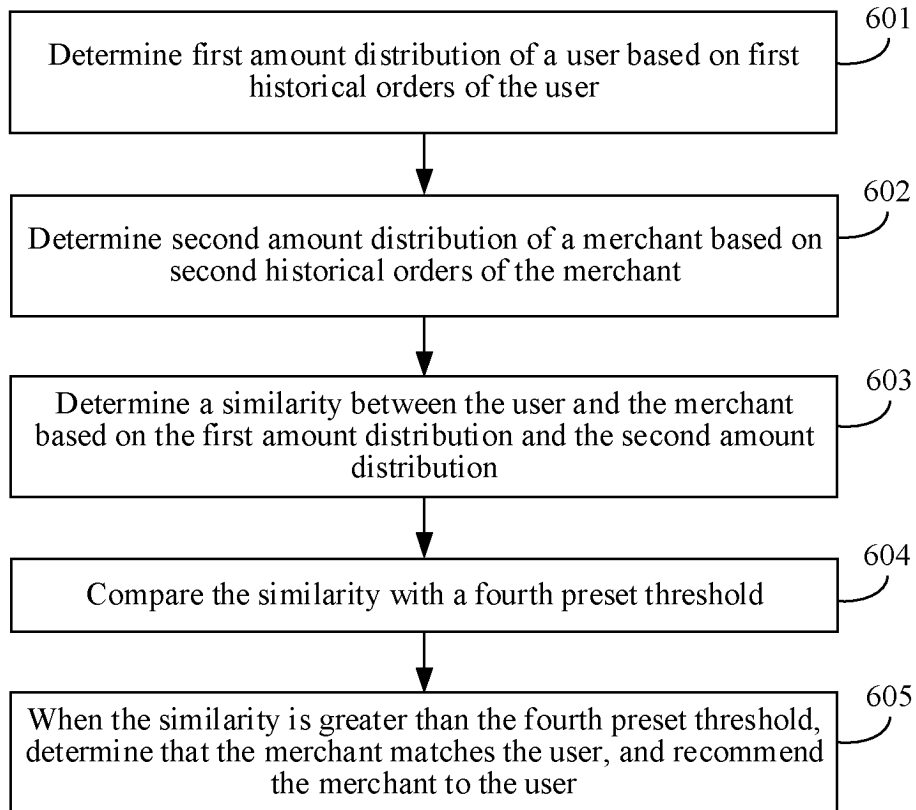 601
Determine first amount distribution of a user based on first
historical orders of the user
602
Determine second amount distribution of a merchant based on
second historical orders of the merchant
603
Determine a similarity between the user and the merchant
based on the first amount distribution and the second amount
distribution
604
Compare the similarity with a fourth preset threshold
605
When the similarity is greater than the fourth preset threshold,
determine that the merchant matches the user, and recommend
the merchant to the user